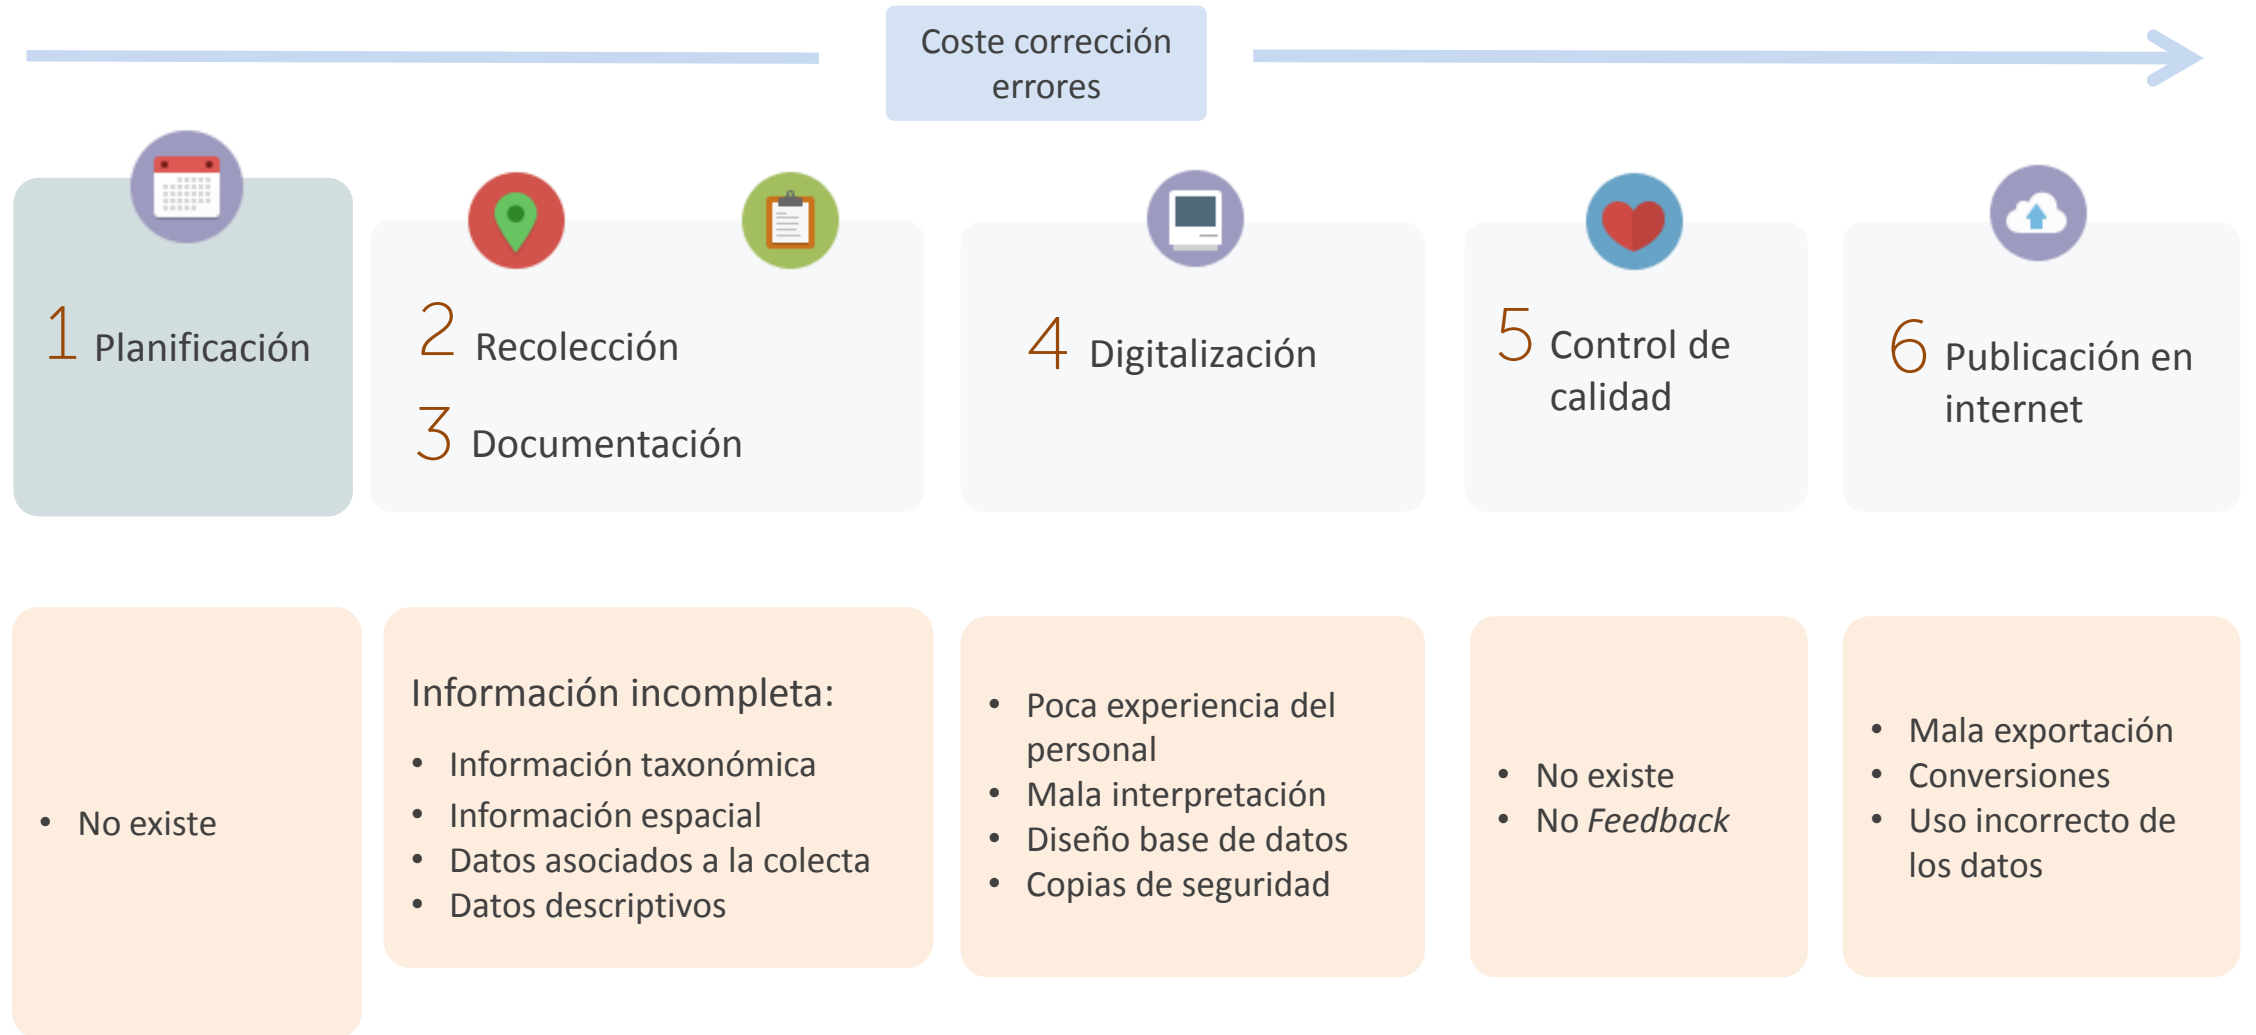 Coste corrección
errores
1 Planificación
2 Recolección
3 Documentación
4 Digitalización
5 Control de
calidad
6 Publicación en
internet
• No existe
Información incompleta:
• Información taxonómica
• Información espacial
• Datos asociados a la colecta
• Datos descriptivos
• Poca experiencia del
personal
• Mala interpretación
• Diseño base de datos
• Copias de seguridad
• No existe
• No Feedback
• Mala exportación
• Conversiones
• Uso incorrecto de
los datos